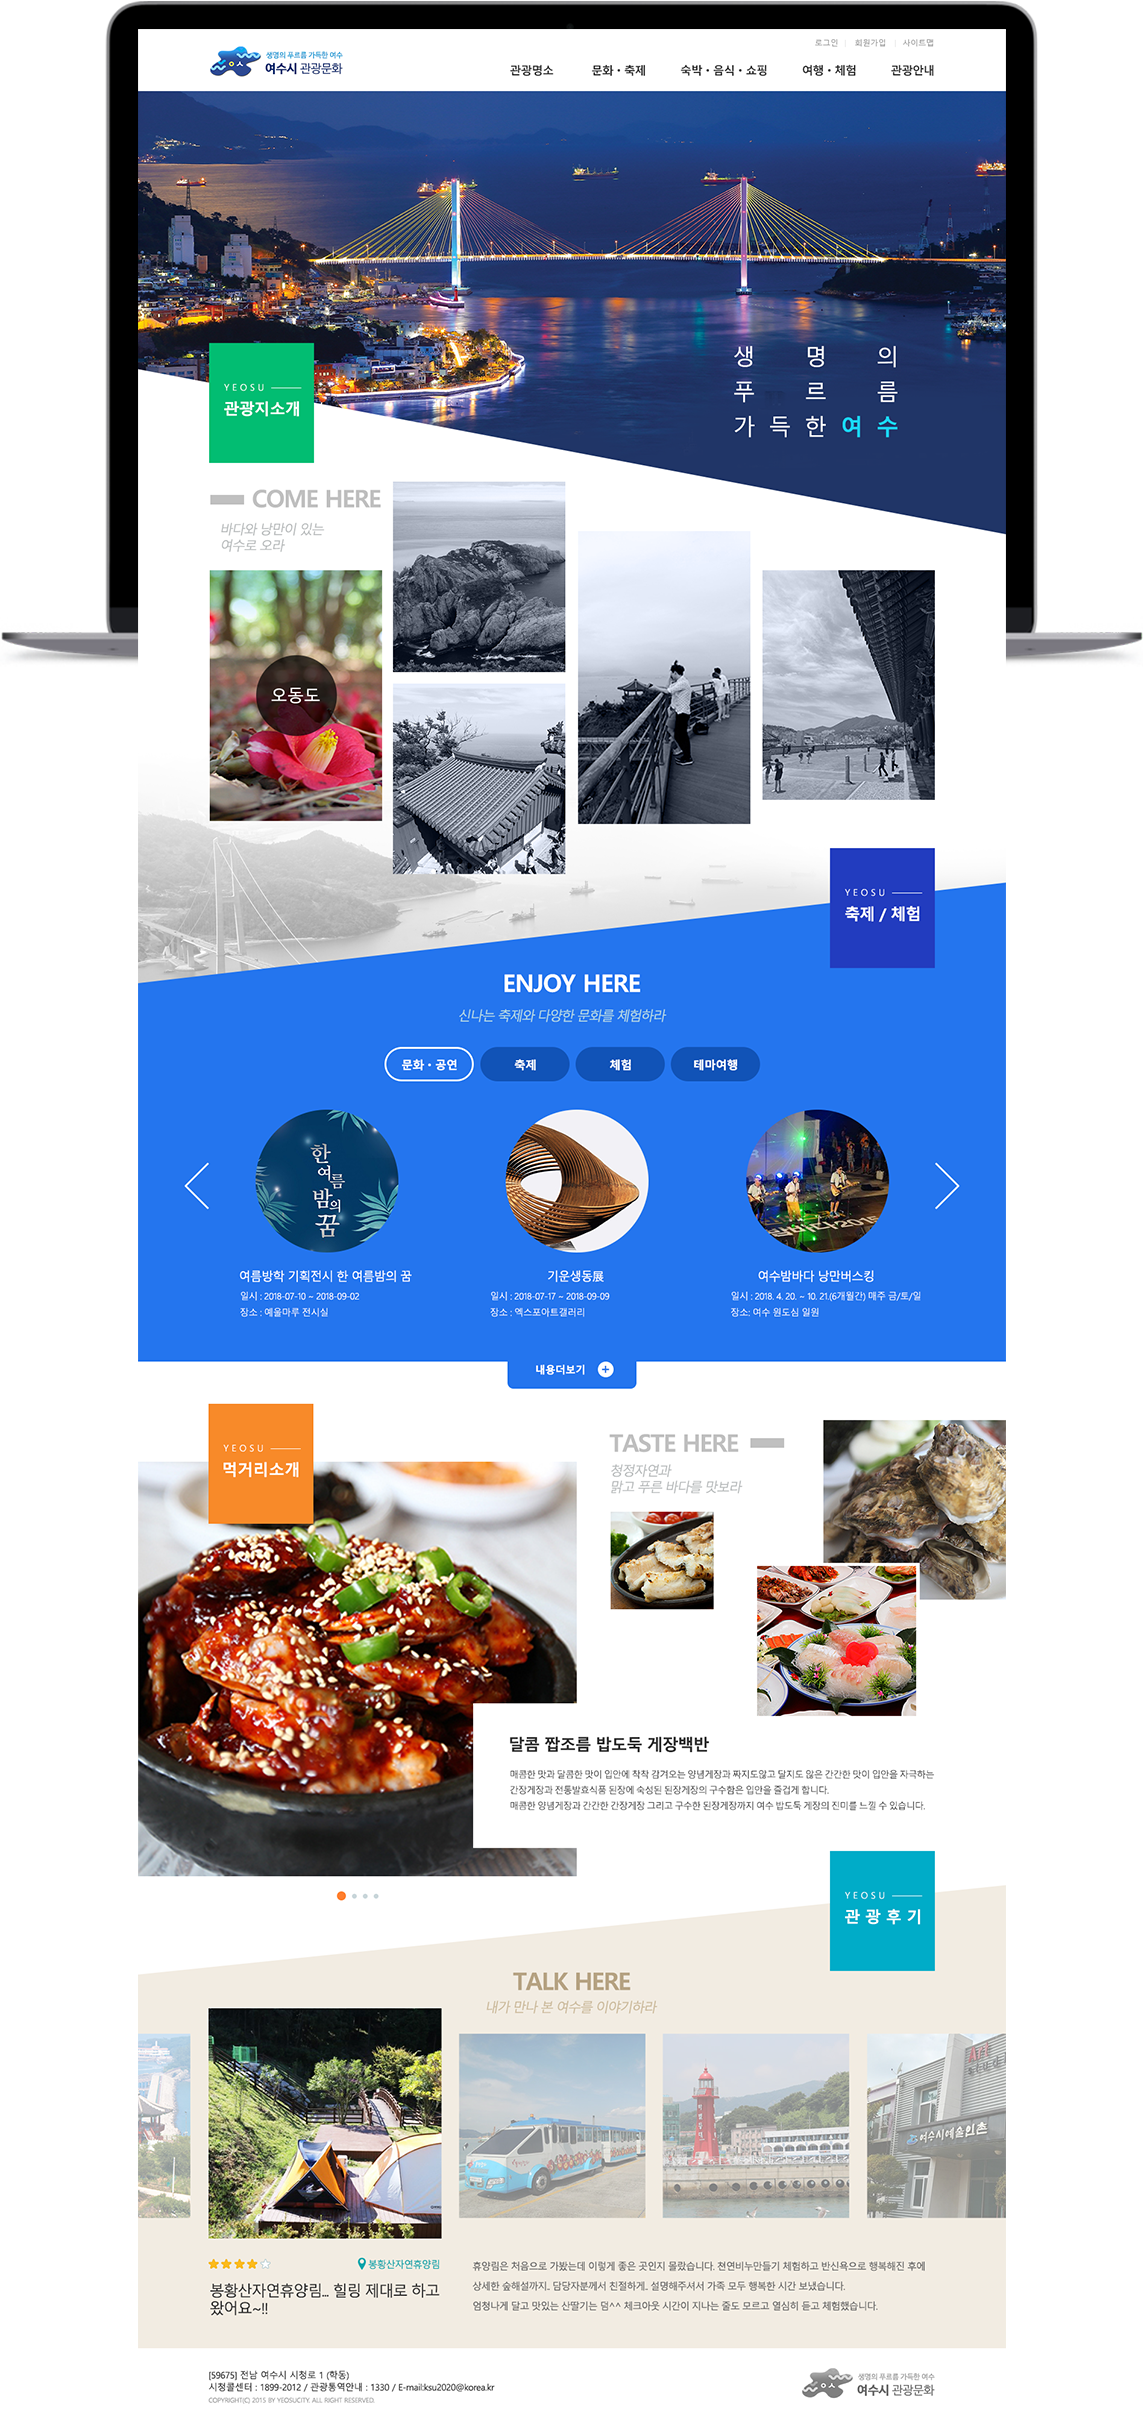 생명의 푸르름 가득한 여수
여수시 관광문화
로그인 | 회원가입 | 사이트맵
관광명소 문화・축제 숙박・음식・쇼핑 여행・체험 관광안내
생 명 의
푸 르 름
가 득 한 여 수
YEOSU
관광지소개
COME HERE
바다와 낭만이 있는
여수로 오라
오동도
YEOSU
축제 / 체험
ENJOY HERE
신나는 축제와 다양한 문화를 체험하라
문화・공연 축제 체험 테마여행
한
여름
밤의
꿈
여름방학 기획전시 한 여름밤의 꿈
일시 : 2018-07-10 ~ 2018-09-02
장소 : 예울마루 전시실
기운생동展
일시 : 2018-07-17 ~ 2018-09-09
장소 : 엑스포아트갤러리
여수밤바다 낭만버스킹
일시 : 2018. 4. 20. ~ 10. 21.(6개월간) 매주 금/토/일
장소: 여수 원도심 일원
내용더보기
YEOSU
먹거리소개
TASTE HERE
청정자연과
맑고 푸른 바다를 맛보라
달콤 짭조름 밥도둑 게장백반
매콤한 맛과 달콤한 맛이 입안에 착착 감겨오는 양념게장과 짜지도않고 달지도 않은 간간한 맛이 입안을 자극하는
간장게장과 전통발효식품 된장에 숙성된 된장게장의 구수함은 입안을 즐겁게 합니다.
매콤한 양념게장과 간간한 간장게장 그리고 구수한 된장게장까지 여수 밥도둑 게장의 진미를 느낄 수 있습니다.
YEOSU
관 광 후 기
TALK HERE
내가 만나 본 여수를 이야기하라
여수시예술인촌
봉황산자연휴양림
봉황산자연휴양림... 힐링 제대로 하고
왔어요~!!
휴양림은 처음으로 가봤는데 이렇게 좋은 곳인지 몰랐습니다. 쳔연비누만들기 체험하고 반신욕으로 행복해진 후에
상세한 숲해설까지, 담당자분께서 친절하게, 설명해주셔서 가족 모두 행복한 시간 보냈습니다.
엄청나게 달고 맛있는 산딸기는 덤^^ 체크아웃 시간이 지나는 줄도 모르고 열심히 듣고 체험했습니다.
[59675] 전남 여수시 시청로 1 (학동)
시청콜센터 : 1899-2012 / 관광통역안내 : 1330 / E-mail:ksu2020@korea.kr
COPYRIGHT(C) 2015 BY YEOSUCITY. ALL RIGHT RESERVED.
생명의 푸르름 가득한 여수
여수시 관광문화